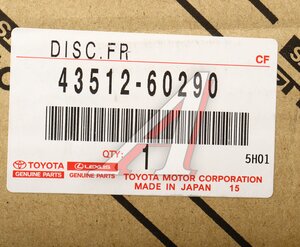 DISC.FR
CF
43512-60290
QTY:
1
5H01
TOYOTA
GENUINE PARTS
LEXUS
GENUINE PARTS
TOYOTA MOTOR CORPORATION
MADE IN JAPAN 15